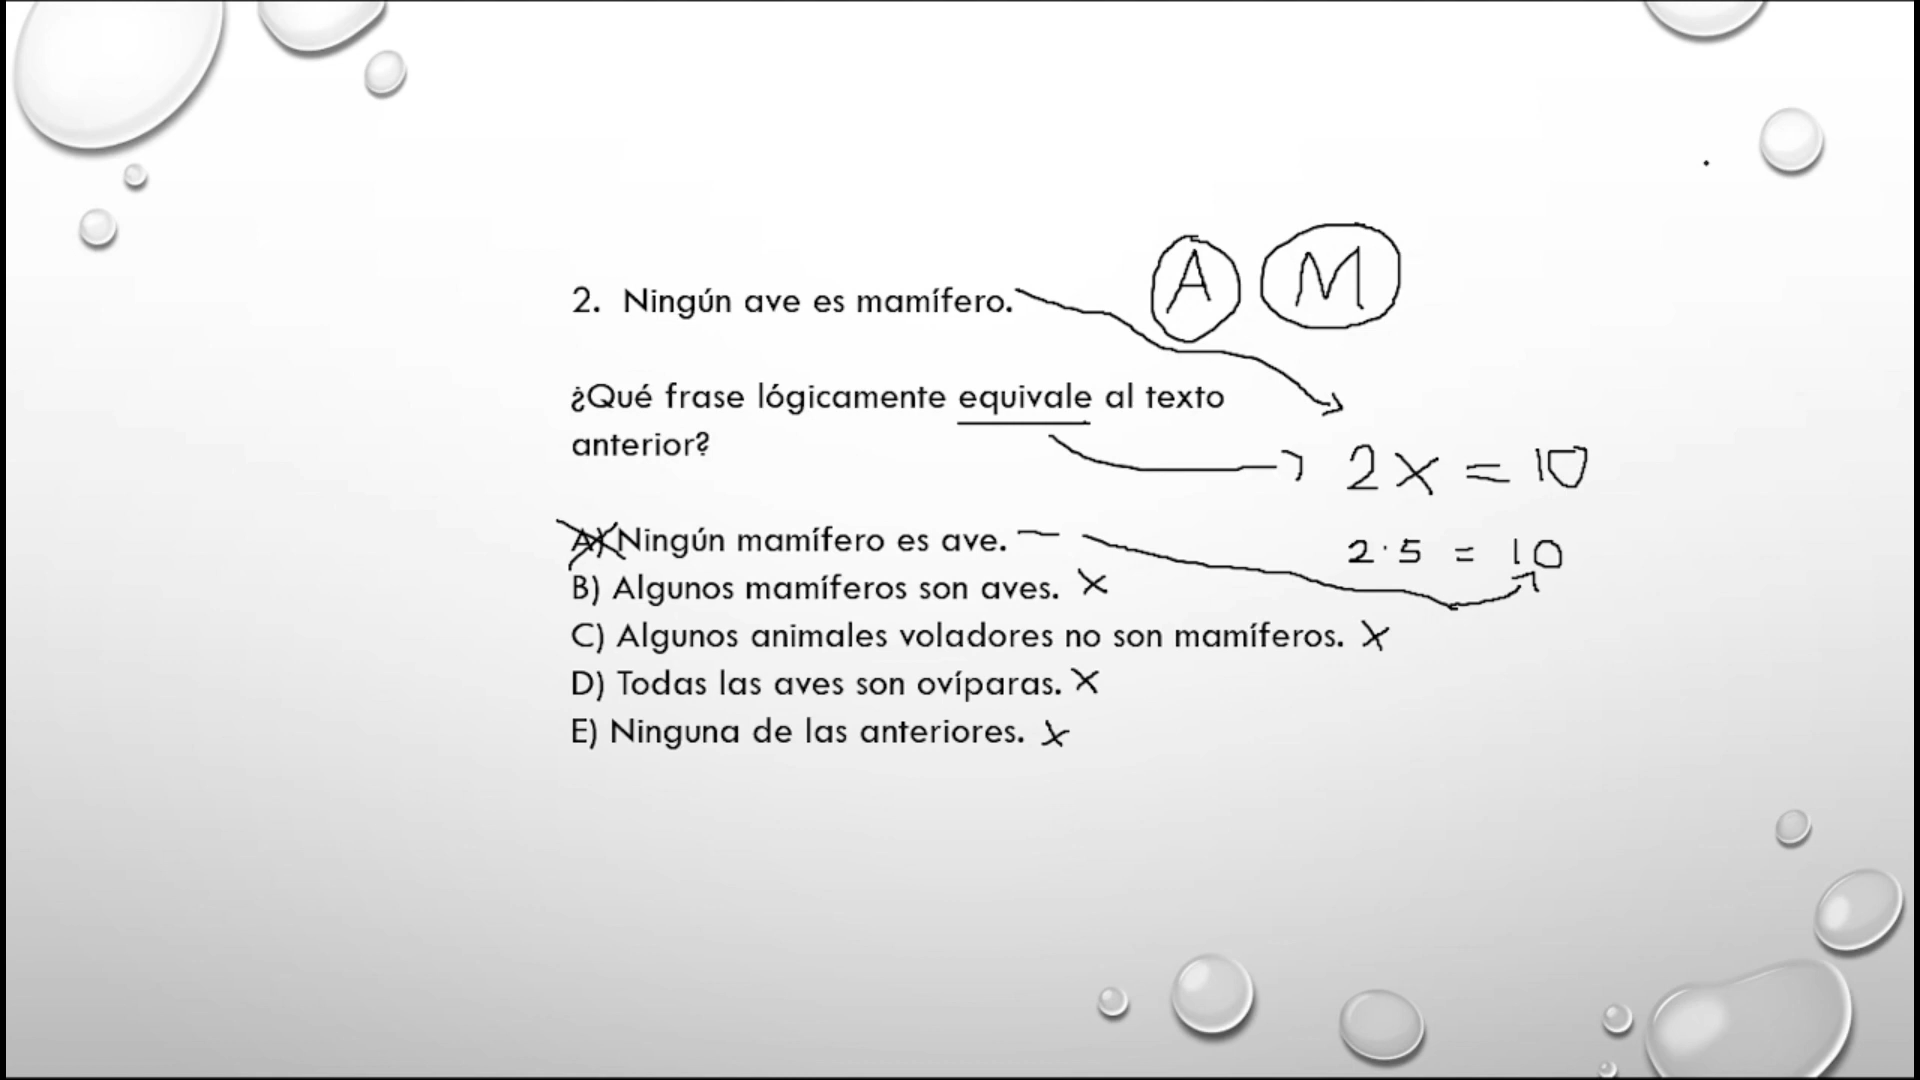 A M
2. Ningún ave es mamífero.
¿Qué frase lógicamente equivale al texto
anterior?
2x = 10
A) Ningún mamífero es ave.
2·5 = 10
B) Algunos mamíferos son aves. x
C) Algunos animales voladores no son mamíferos. x
D) Todas las aves son ovíparas. x
E) Ninguna de las anteriores. x